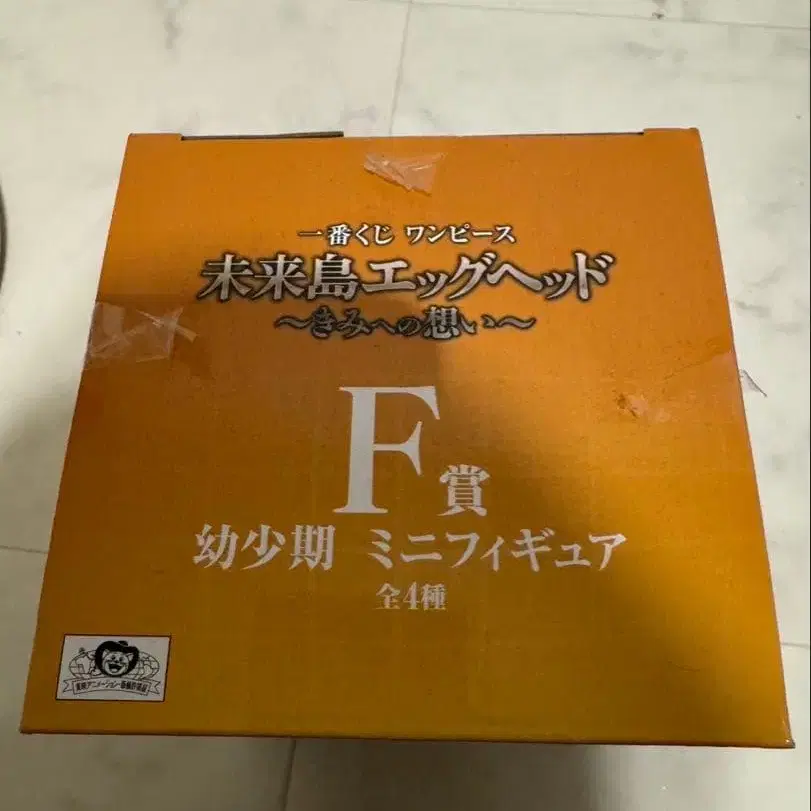 一番くじ ワンピース
未来島エッグヘッド
～きみへの想い～
F賞
幼少期 ミニフィギュア
全4種